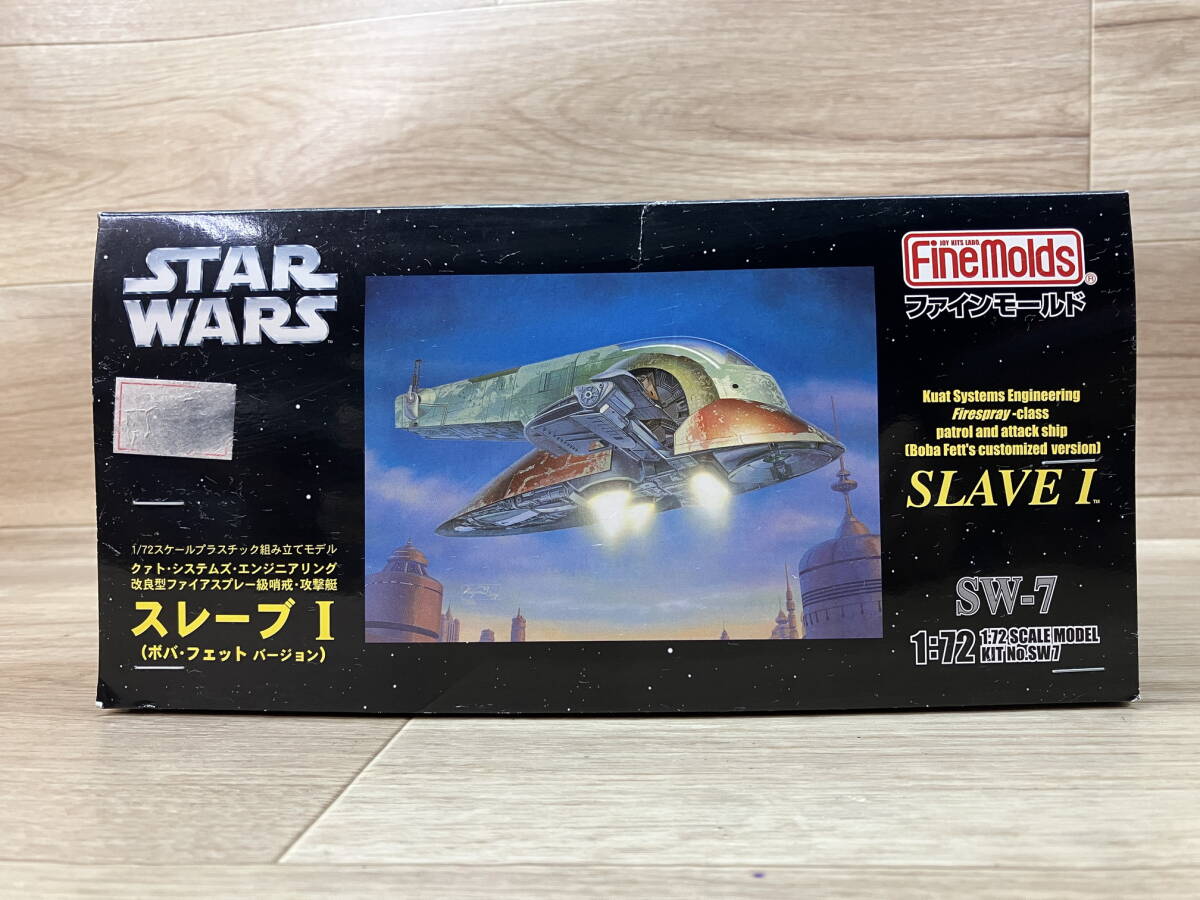 STAR
WARS
TM
1/72スケールプラスチック組み立てモデル
クァト・システムズ・エンジニアリング
改良型ファイアスプレー級哨戒・攻撃艇
スレーブ I
(ボバ・フェット バージョン)
JOY KITS LABO.
FineMolds®
ファインモールド
Kuat Systems Engineering
Firespray-class
patrol and attack ship
(Boba Fett's customized version)
SLAVE I™
SW-7
1:72 1:72 SCALE MODEL
KIT No.SW7